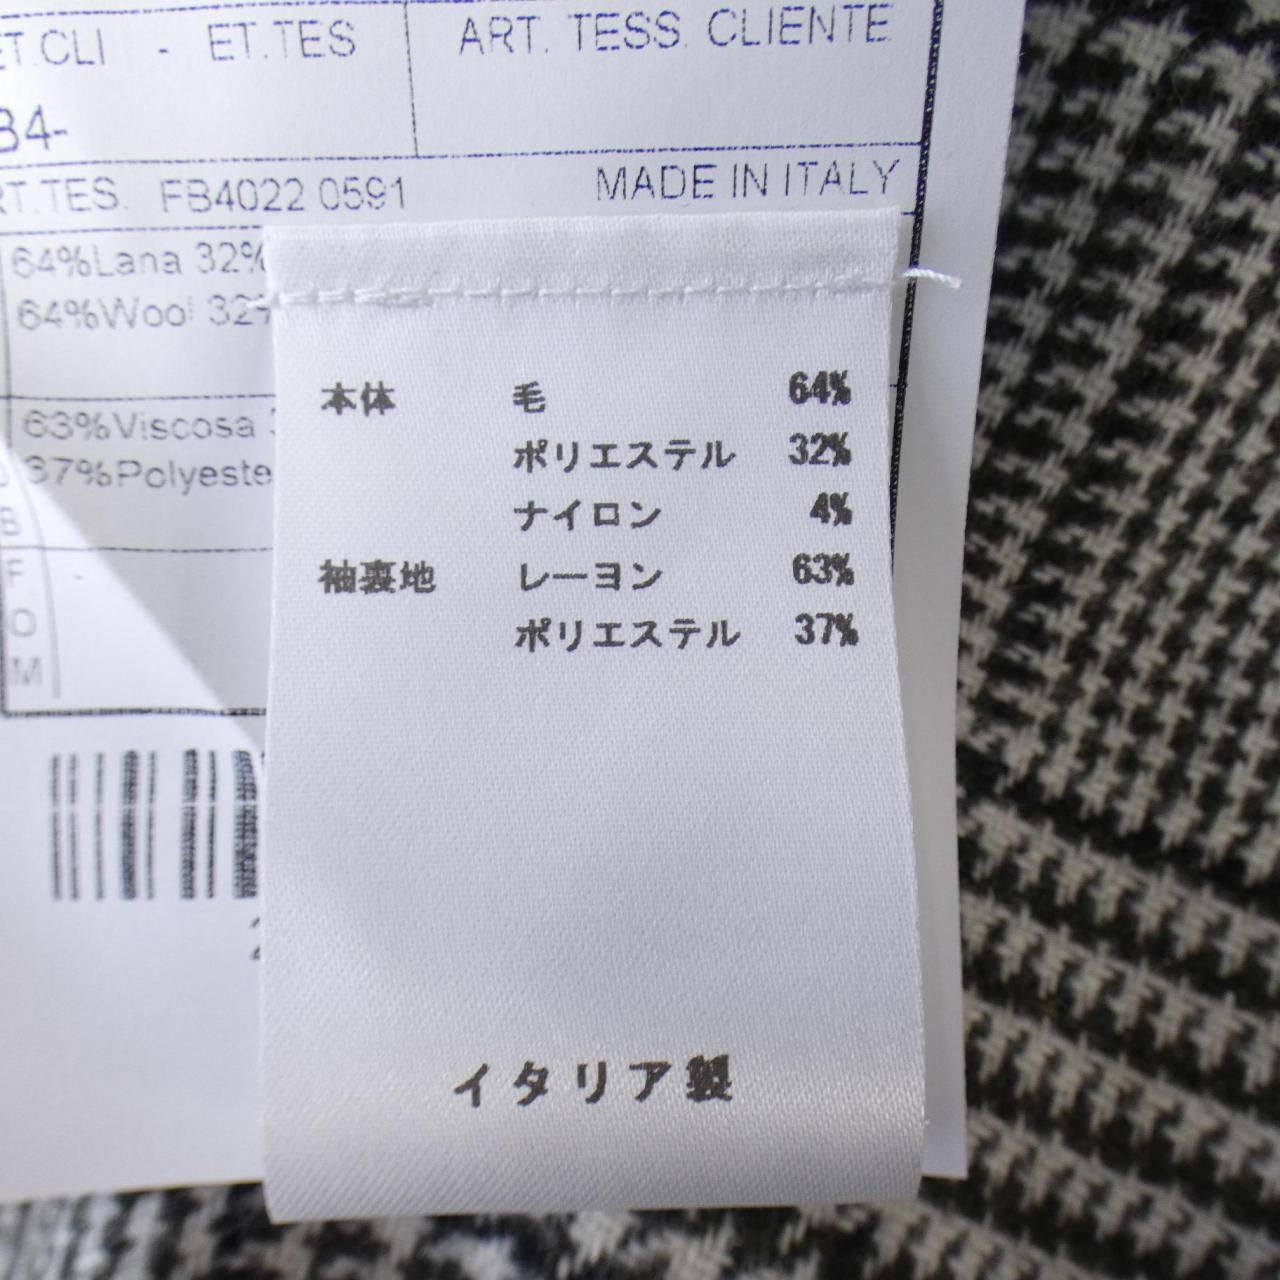 ET.CLI - ET.TES ART. TESS. CLIENTE
B4-
RT.TES. FB4022 0591 MADE IN ITALY
64%Lana 32%
64%Wool 32%
63%Viscosa
37%Polyeste
B
F -
O
M
本体 毛 64%
ポリエステル 32%
ナイロン 4%
袖裏地 レーヨン 63%
ポリエステル 37%
イタリア製